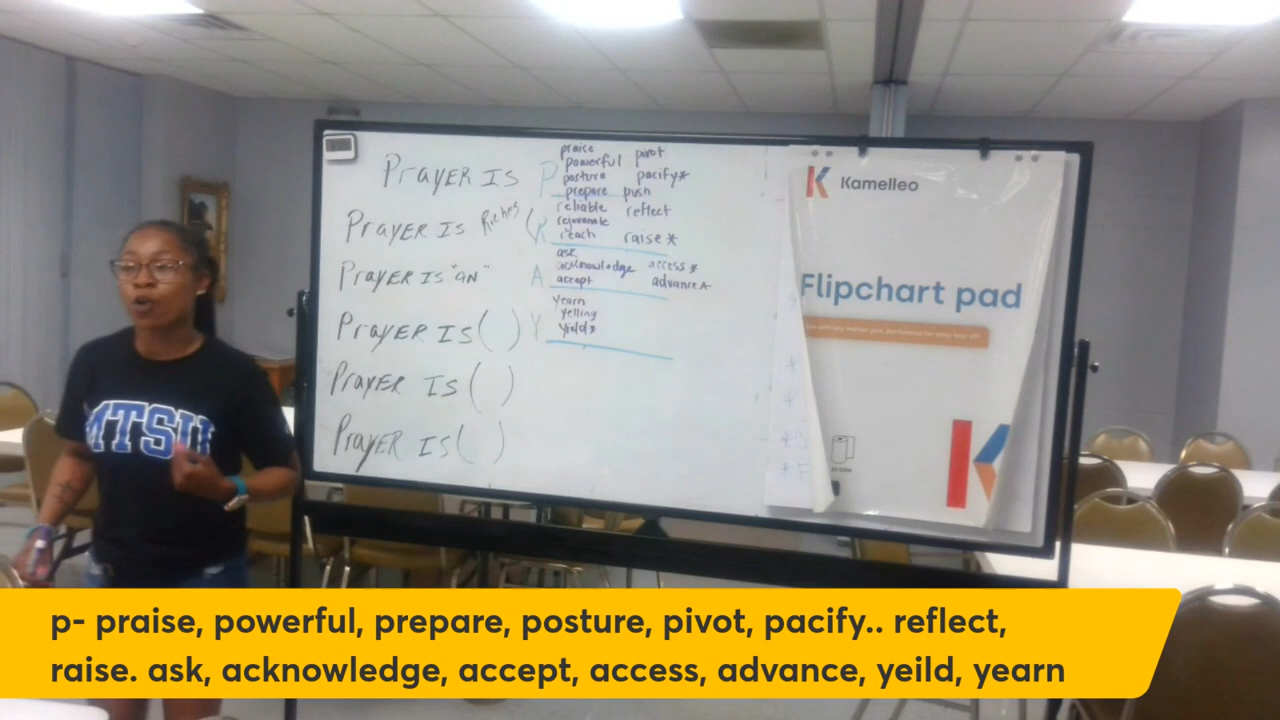 PRAYER IS P
praise
powerful pivot
posture pacify*
prepare push
PRAYER IS Riches (R
reliable reflect
rejuvenate
reach raise *
PRAYER IS "an" A
ask
acknowledge access *
accept advance *
PRAYER IS ( ) Y
Yearn
Yelling
Yield*
PRAYER IS ( )
PRAYER IS ( )
Kamelleo
Flipchart pad
MTSU
p- praise, powerful, prepare, posture, pivot, pacify.. reflect,
raise. ask, acknowledge, accept, access, advance, yeild, yearn